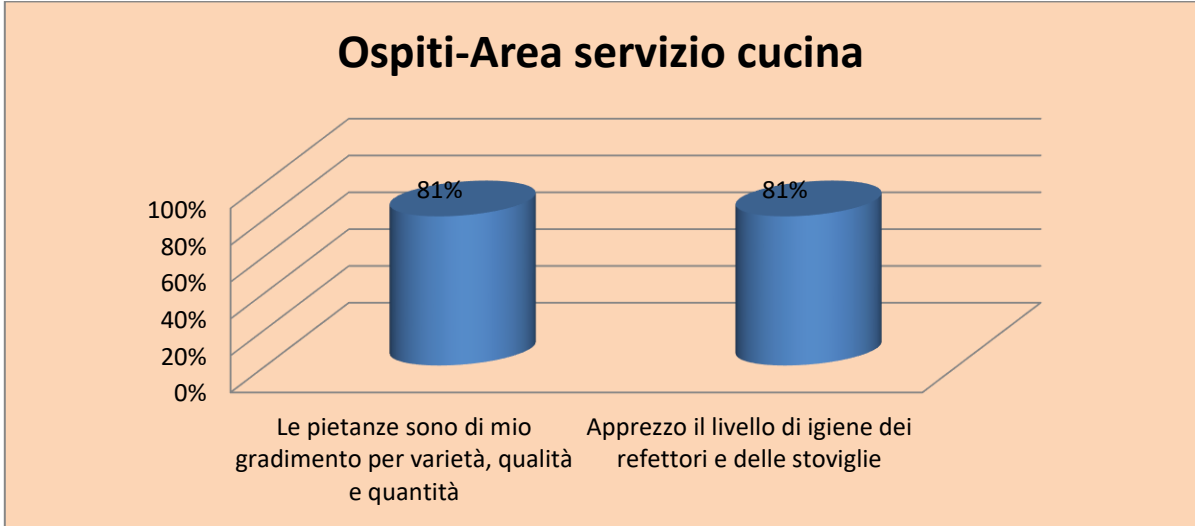 Ospiti-Area servizio cucina
81%
81%
100%
80%
60%
40%
20%
0%
Le pietanze sono di mio
gradimento per varietà, qualità
e quantità
Apprezzo il livello di igiene dei
refettori e delle stoviglie